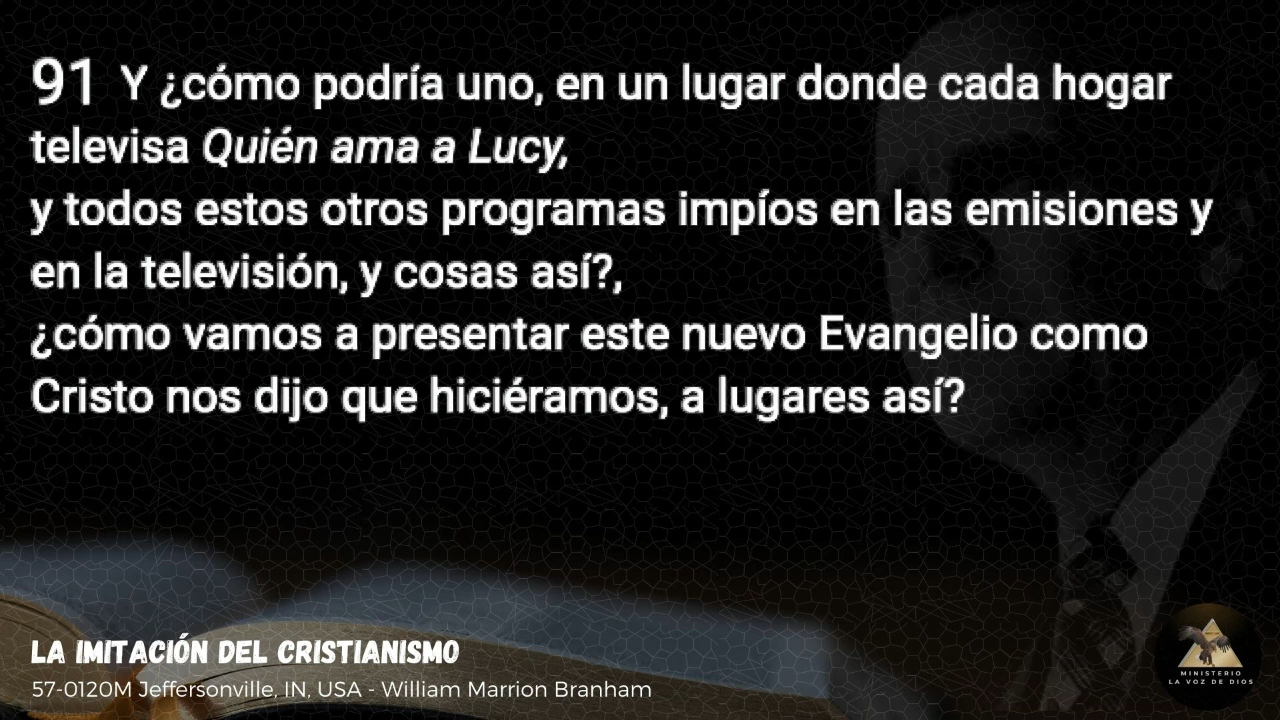 91 Y ¿cómo podría uno, en un lugar donde cada hogar
televisa Quién ama a Lucy,
y todos estos otros programas impíos en las emisiones y
en la televisión, y cosas así?,
¿cómo vamos a presentar este nuevo Evangelio como
Cristo nos dijo que hiciéramos, a lugares así?
LA IMITACIÓN DEL CRISTIANISMO
57-0120M Jeffersonville, IN, USA - William Marrion Branham
MINISTERIO
LA VOZ DE DIOS